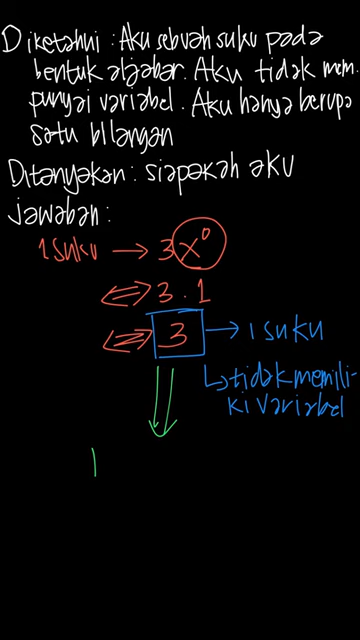 Diketahui : Aku sebuah suku pada
bentuk aljabar. Aku tidak mem.
punyai variabel. Aku hanya berupa
satu bilangan
Ditanyakan : siapakah aku
Jawaban :
1 suku → 3x⁰
⇔ 3 . 1
⇔ 3 → 1 suku
↳ tidak memili-
ki variabel